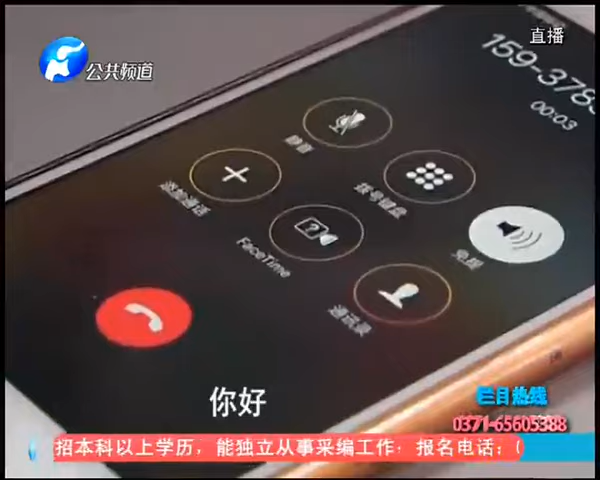 直播
公共频道
159-3783
00:03
静音
拨号键盘
免提
添加通话
FaceTime
通讯录
你好
栏目热线
0371-65605388
招本科以上学历，能独立从事采编工作；报名电话：